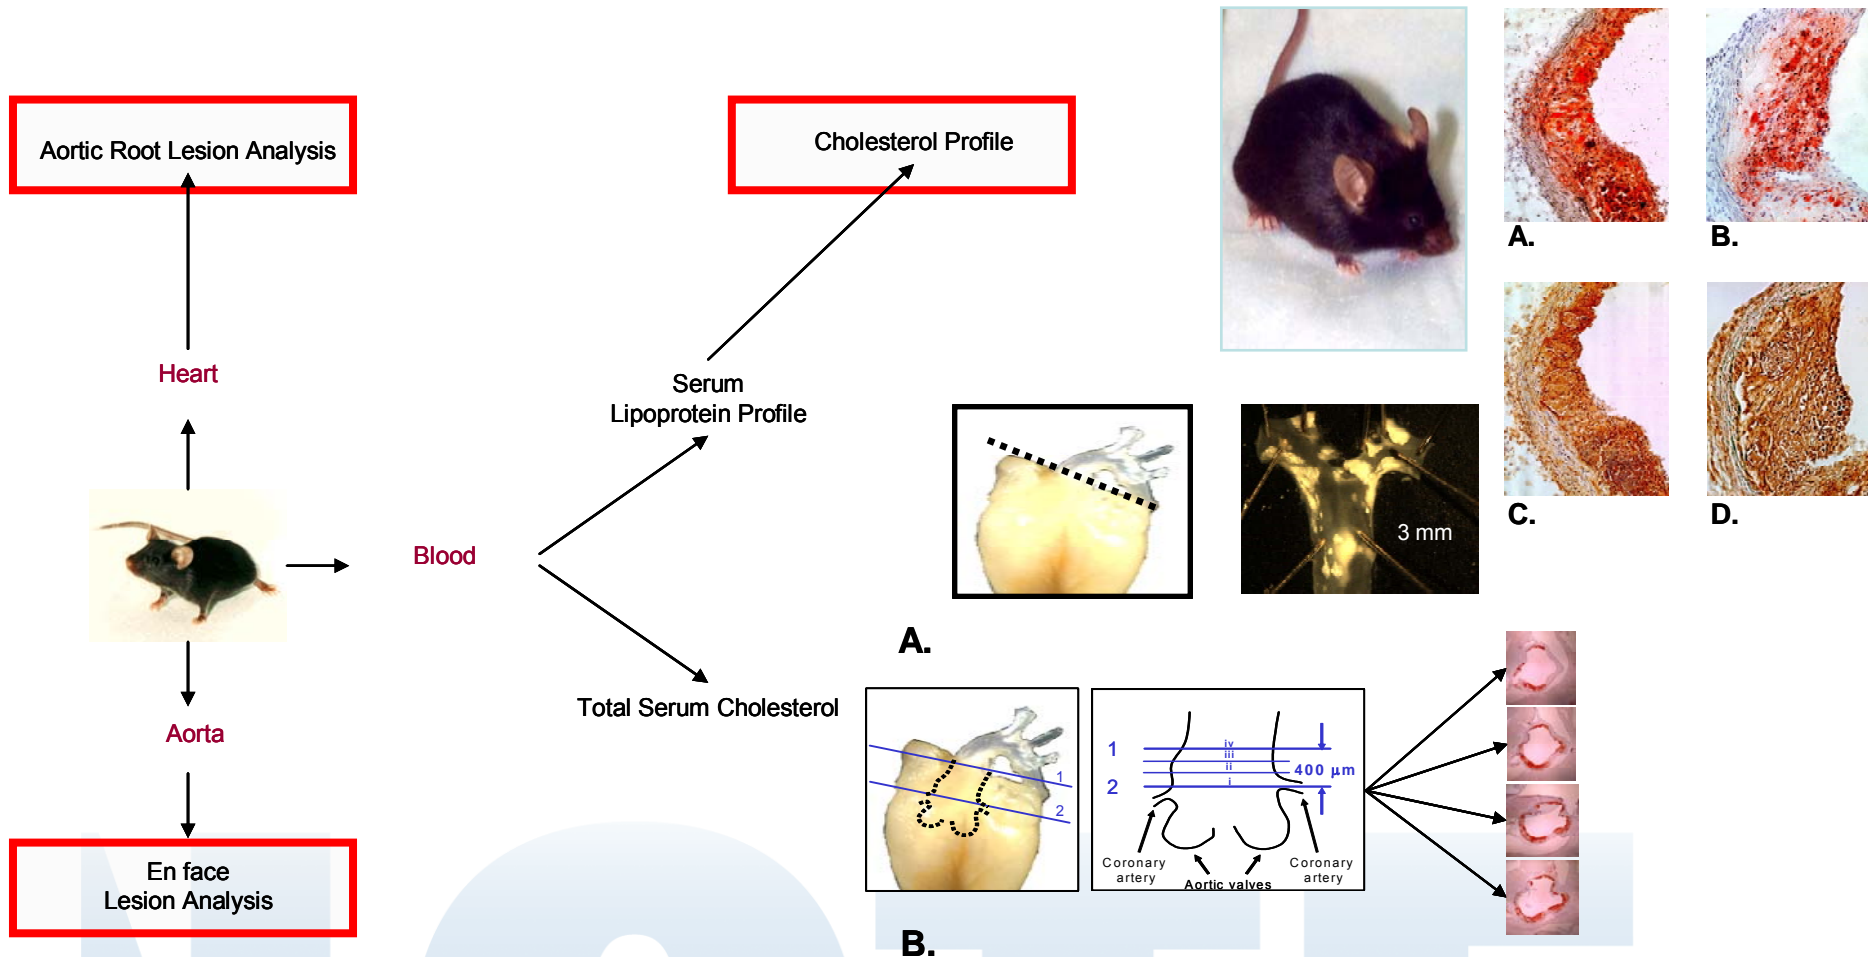 Aortic Root Lesion Analysis
Cholesterol Profile
A.
B.
Heart
Serum
Lipoprotein Profile
C.
D.
3 mm
Blood
A.
Total Serum Cholesterol
Aorta
1
2
1
2
iv
iii
ii
i
400 μm
Coronary
artery
Aortic valves
Coronary
artery
En face
Lesion Analysis
B.